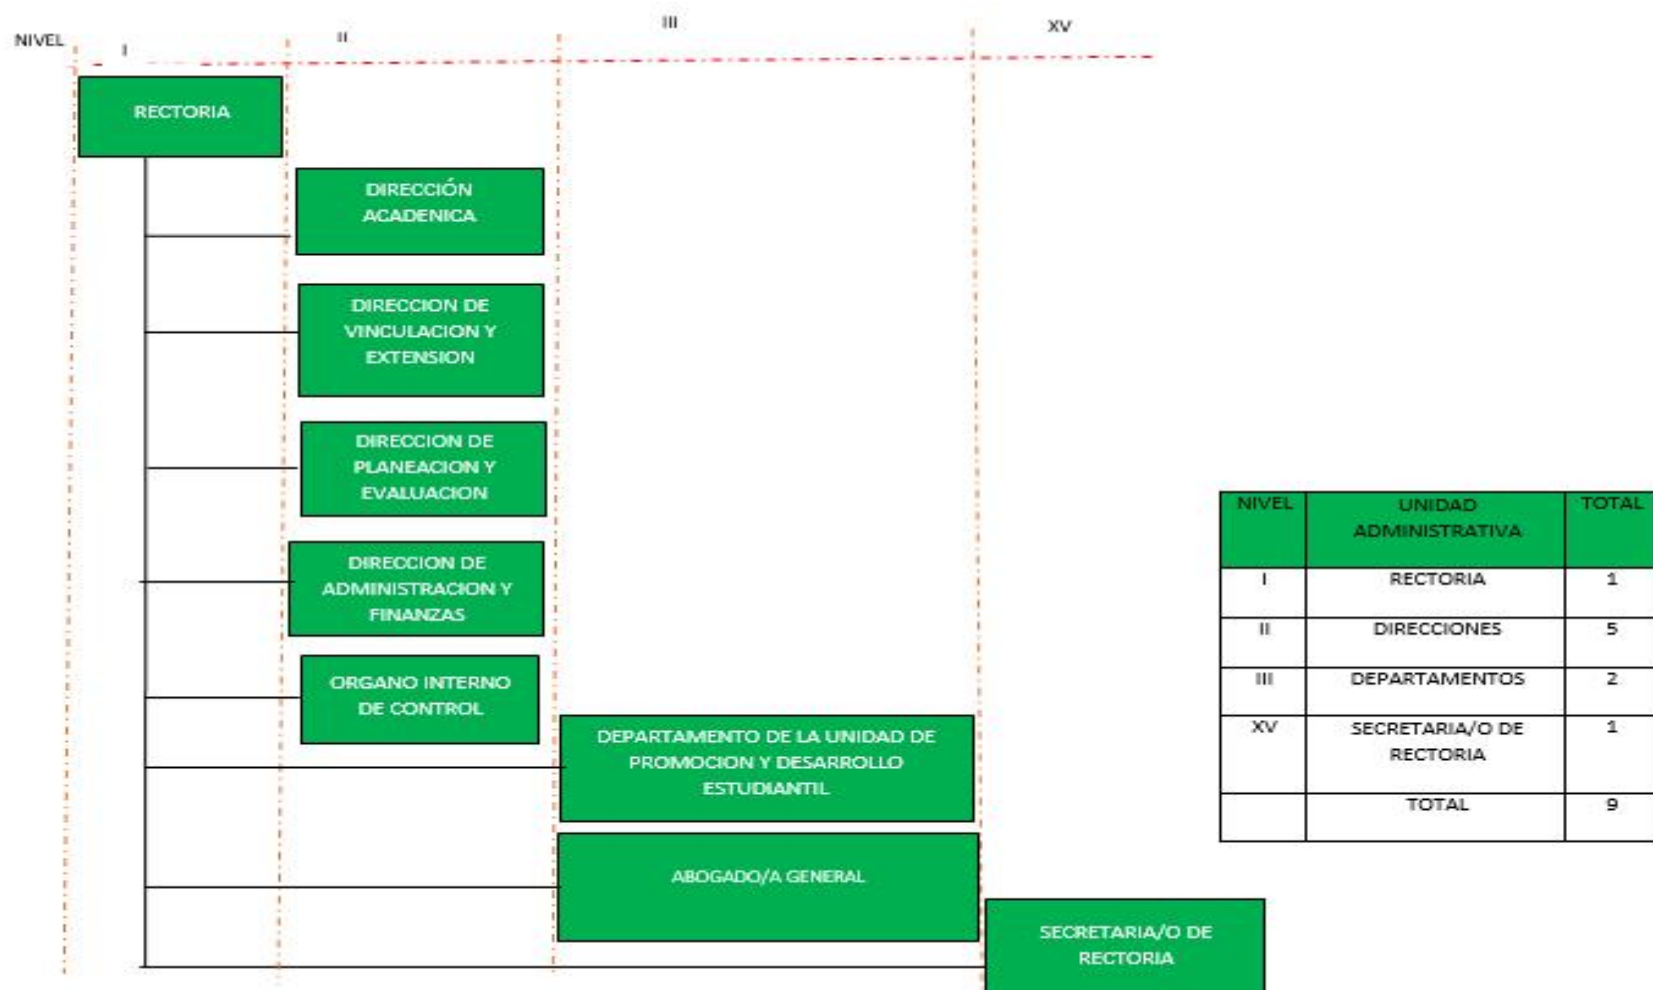 NIVEL
I
II
III
XV
RECTORIA
DIRECCIÓN
ACADENICA
DIRECCION DE
VINCULACION Y
EXTENSION
DIRECCION DE
PLANEACION Y
EVALUACION
DIRECCION DE
ADMINISTRACION Y
FINANZAS
ORGANO INTERNO
DE CONTROL
DEPARTAMENTO DE LA UNIDAD DE
PROMOCION Y DESARROLLO
ESTUDIANTIL
ABOGADO/A GENERAL
SECRETARIA/O DE
RECTORIA
NIVEL UNIDAD TOTAL
ADMINISTRATIVA
I RECTORIA 1
II DIRECCIONES 5
III DEPARTAMENTOS 2
XV SECRETARIA/O DE 1
RECTORIA
TOTAL 9